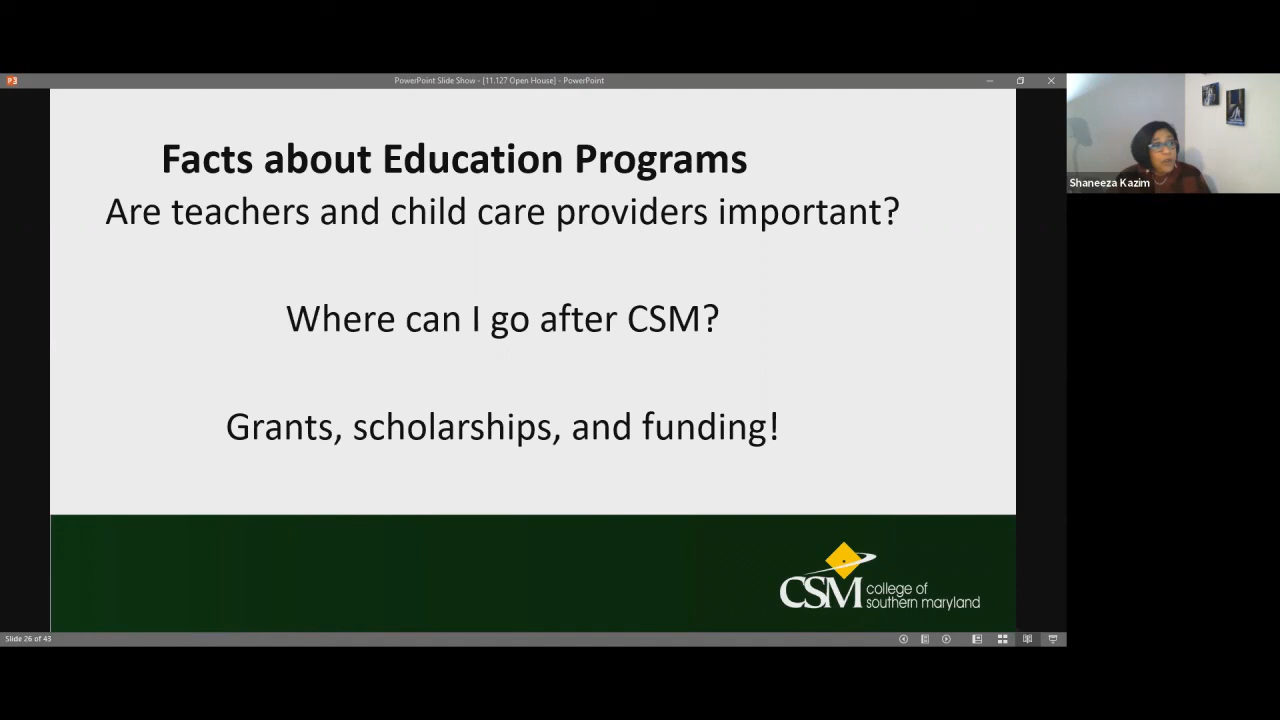 PowerPoint Slide Show - [11.127 Open House] - PowerPoint
Facts about Education Programs
Are teachers and child care providers important?
Where can I go after CSM?
Grants, scholarships, and funding!
CSM college of
southern maryland
Slide 26 of 43
Shaneeza Kazim